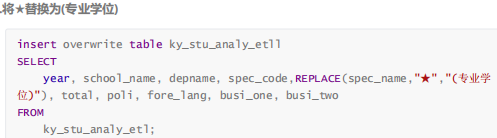 .将★替换为(专业学位)
insert overwrite table ky_stu_analy_etll
SELECT
year, school_name, depname, spec_code,REPLACE(spec_name,"★","(专业学
位)"), total, poli, fore_lang, busi_one, busi_two
FROM
ky_stu_analy_etl;